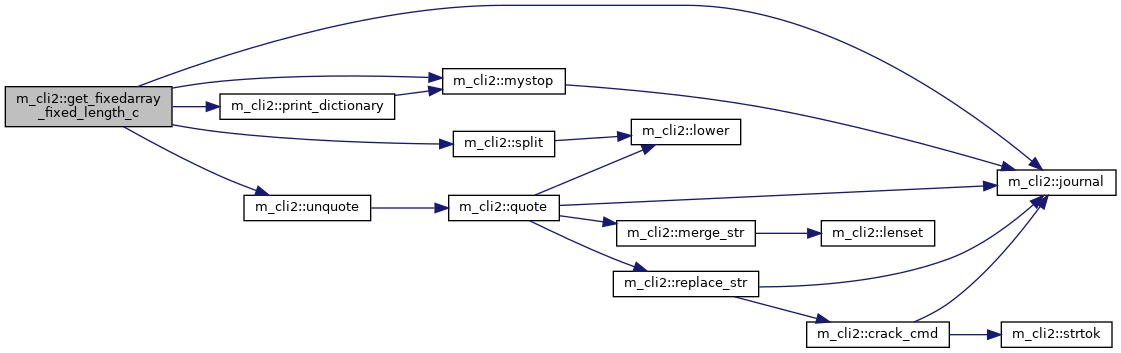 m_cli2::get_fixedarray
_fixed_length_c
m_cli2::mystop
m_cli2::print_dictionary
m_cli2::split
m_cli2::lower
m_cli2::journal
m_cli2::unquote
m_cli2::quote
m_cli2::merge_str
m_cli2::lenset
m_cli2::replace_str
m_cli2::crack_cmd
m_cli2::strtok